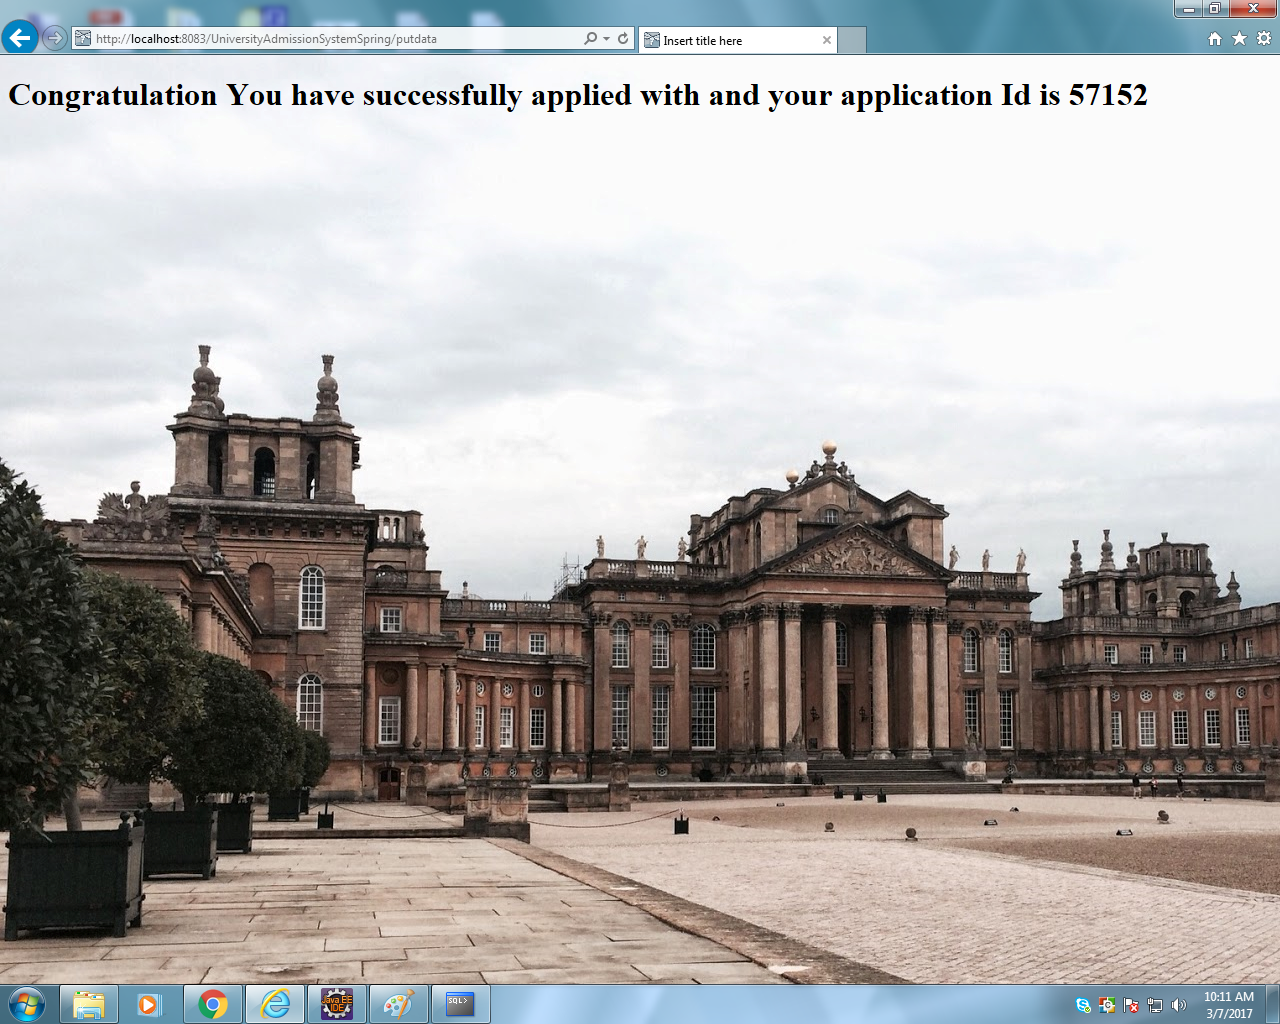 http://localhost:8083/UniversityAdmissionSystemSpring/putdata
Insert title here
Congratulation You have successfully applied with and your application Id is 57152
Java EE
IDE
SQL>
10:11 AM
3/7/2017